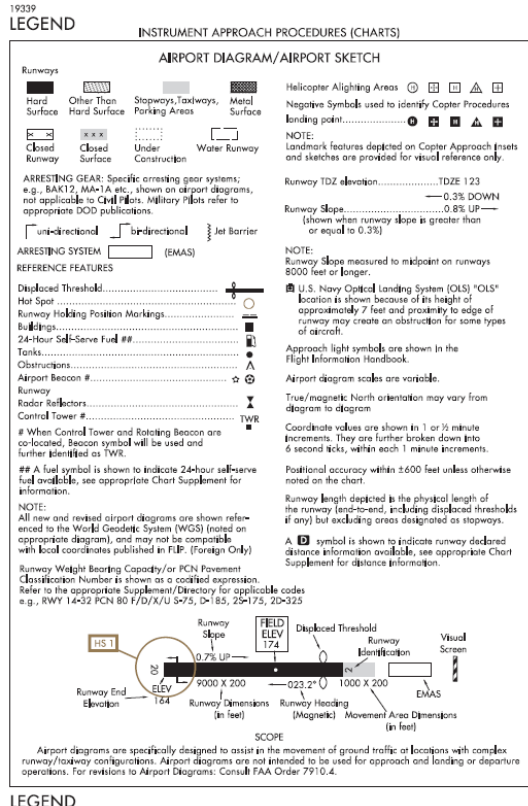 19339
LEGEND
INSTRUMENT APPROACH PROCEDURES (CHARTS)
AIRPORT DIAGRAM/AIRPORT SKETCH
Runways
Hard Surface
Other Than Hard Surface
Stopways,Taxiways, Parking Areas
Metal Surface
x x
x x x
Closed Runway
Closed Surface
Under Construction
Water Runway
ARRESTING GEAR: Specific arresting gear systems;
e.g., BAK12, MA-1A etc., shown on airport diagrams,
not applicable to Civil Pilots. Military Pilots refer to
appropriate DOD publications.
uni-directional
bi-directional
Jet Barrier
ARRESTING SYSTEM
(EMAS)
REFERENCE FEATURES
Displaced Threshold
Hot Spot
Runway Holding Position Markings
Buildings
24-Hour Self-Serve Fuel ##
Tanks
Obstructions
Airport Beacon #
Runway
Radar Reflectors
Control Tower # TWR
# When Control Tower and Rotating Beacon are
co-located, Beacon symbol will be used and
further identified as TWR.
## A fuel symbol is shown to indicate 24-hour self-serve
fuel available, see appropriate Chart Supplement for
information.
NOTE:
All new and revised airport diagrams are shown refer-
enced to the World Geodetic System (WGS) (noted on
appropriate diagram), and may not be compatible
with local coordinates published in FLIP. (Foreign Only)
Runway Weight Bearing Capacity/or PCN Pavement
Classification Number is shown as a codified expression.
Refer to the appropriate Supplement/Directory for applicable codes
e.g., RWY 14-32 PCN 80 F/D/X/U S-75, D-185, 2S-175, 2D-325
Helicopter Alighting Areas H H H
Negative Symbols used to identify Copter Procedures
landing point H H H
NOTE:
Landmark features depicted on Copter Approach insets
and sketches are provided for visual reference only.
Runway TDZ elevation TDZE 123
0.3% DOWN
Runway Slope 0.8% UP
(shown when runway slope is greater than
or equal to 0.3%)
NOTE:
Runway Slope measured to midpoint on runways
8000 feet or longer.
U.S. Navy Optical Landing System (OLS) "OLS"
location is shown because of its height of
approximately 7 feet and proximity to edge of
runway may create an obstruction for some types
of aircraft.
Approach light symbols are shown in the
Flight Information Handbook.
Airport diagram scales are variable.
True/magnetic North orientation may vary from
diagram to diagram
Coordinate values are shown in 1 or ½ minute
increments. They are further broken down into
6 second ticks, within each 1 minute increments.
Positional accuracy within ±600 feet unless otherwise
noted on the chart.
Runway length depicted is the physical length of
the runway (end-to-end, including displaced thresholds
if any) but excluding areas designated as stopways.
A D symbol is shown to indicate runway declared
distance information available, see appropriate Chart
Supplement for distance information.
HS 1
Runway Slope
0.7% UP
FIELD ELEV 174
Displaced Threshold
Runway Identification
Visual Screen
20
2
ELEV 164
Runway End Elevation
9000 X 200
Runway Dimensions (in feet)
023.2°
Runway Heading (Magnetic)
1000 X 200
Movement Area Dimensions (in feet)
EMAS
SCOPE
Airport diagrams are specifically designed to assist in the movement of ground traffic at locations with complex
runway/taxiway configurations. Airport diagrams are not intended to be used for approach and landing or departure
operations. For revisions to Airport Diagrams: Consult FAA Order 7910.4.
LEGEND